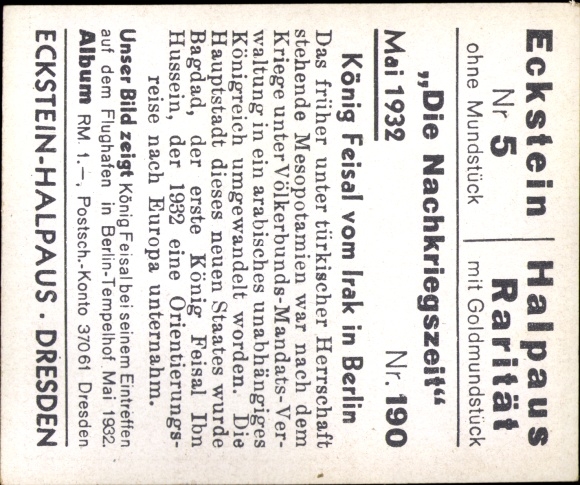 Eckstein Halpaus
Nr 5 Rarität
ohne Mundstück mit Goldmundstück
„Die Nachkriegszeit“
Mai 1932 Nr. 190
König Feisal vom Irak in Berlin
Das früher unter türkischer Herrschaft
stehende Mesopotamien war nach dem
Kriege unter Völkerbunds-Mandats-Ver-
waltung in ein arabisches unabhängiges
Königreich umgewandelt worden. Die
Hauptstadt dieses neuen Staates wurde
Bagdad, der erste König Feisal Ibn
Hussein, der 1932 eine Orientierungs-
reise nach Europa unternahm.
Unser Bild zeigt König Feisal bei seinem Eintreffen
auf dem Flughafen in Berlin-Tempelhof Mai 1932.
Album RM. 1.–, Postsch.-Konto 37061 Dresden
ECKSTEIN-HALPAUS · DRESDEN